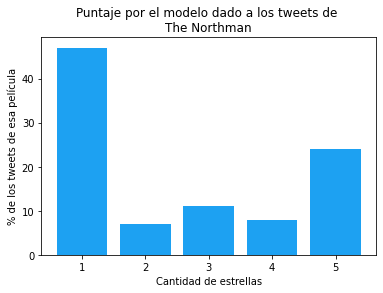 Puntaje por el modelo dado a los tweets de
The Northman
% de los tweets de esa película
40
30
20
10
0
1 2 3 4 5
Cantidad de estrellas